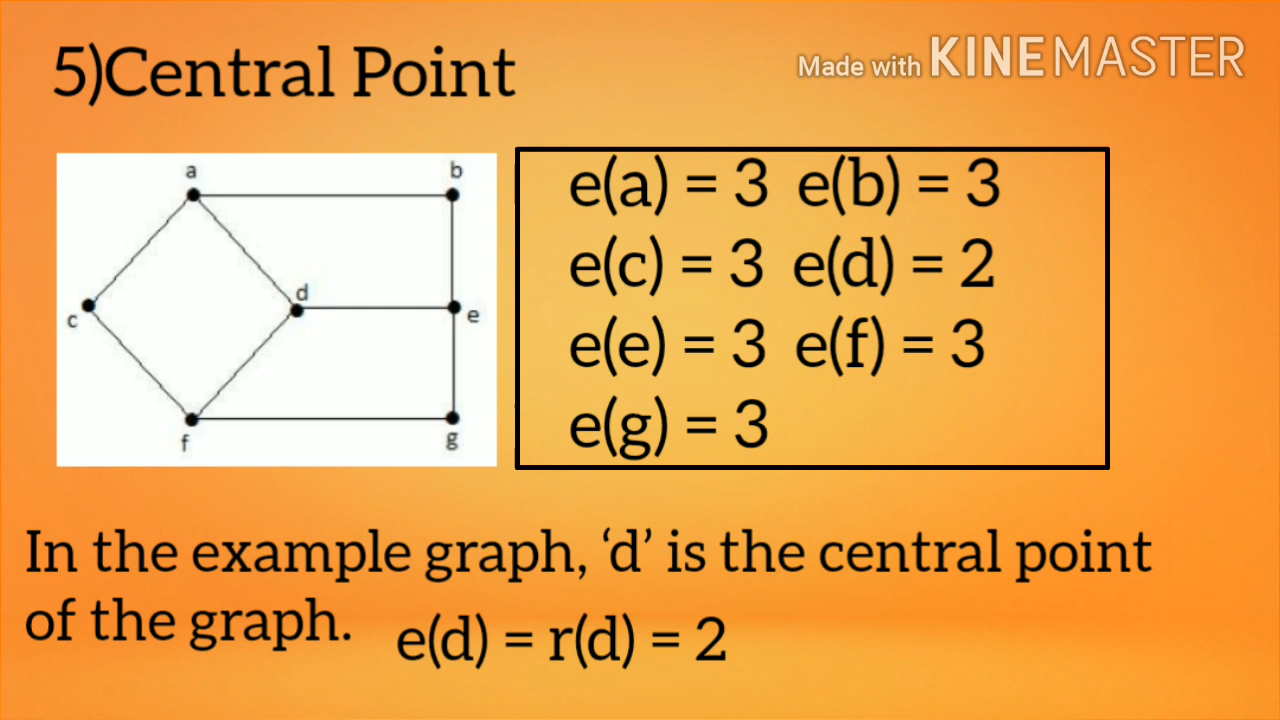 5)Central Point
Made with KINEMASTER
a
b
c
d
e
f
g
e(a) = 3 e(b) = 3
e(c) = 3 e(d) = 2
e(e) = 3 e(f) = 3
e(g) = 3
In the example graph, ‘d’ is the central point
of the graph.
e(d) = r(d) = 2